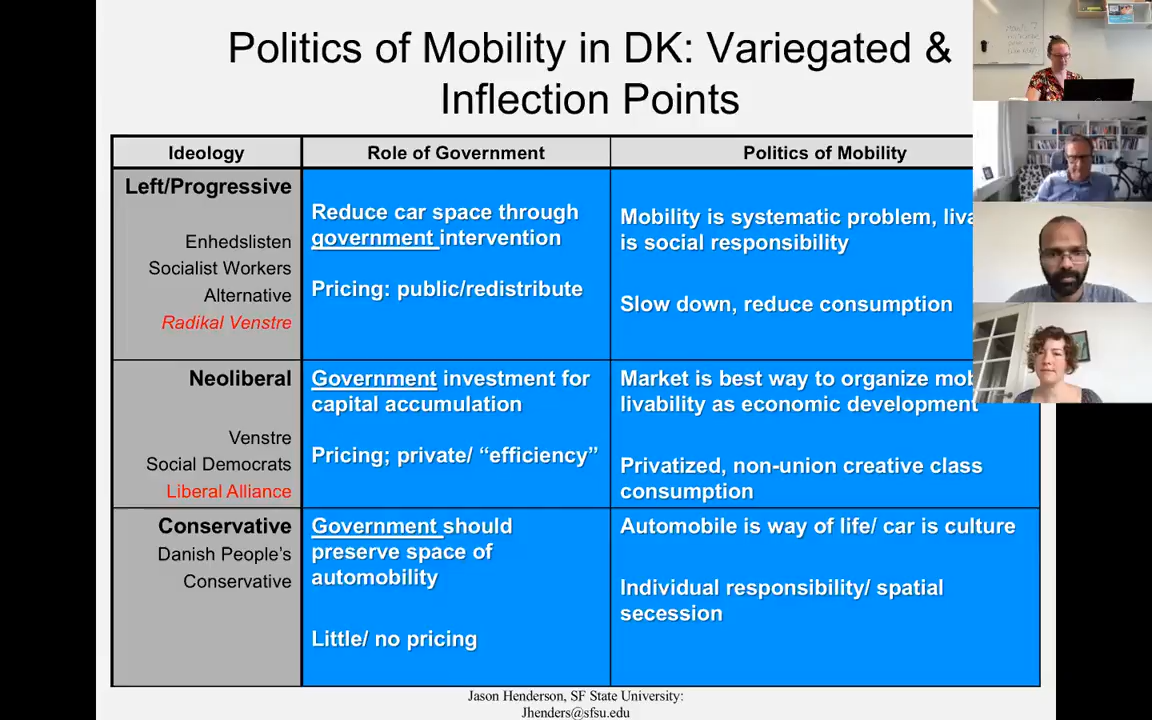 Politics of Mobility in DK: Variegated &
Inflection Points
Ideology
Role of Government
Politics of Mobility
Left/Progressive
Enhedslisten
Socialist Workers
Alternative
Radikal Venstre
Reduce car space through
government intervention
Pricing: public/redistribute
Mobility is systematic problem,
is social responsibility
Slow down, reduce consumption
Neoliberal
Venstre
Social Democrats
Liberal Alliance
Government investment for
capital accumulation
Pricing; private/ “efficiency”
Market is best way to organize
livability as economic development
Privatized, non-union creative class
consumption
Conservative
Danish People’s
Conservative
Government should
preserve space of
automobility
Little/ no pricing
Automobile is way of life/ car is culture
Individual responsibility/ spatial
secession
Jason Henderson, SF State University:
Jhenders@sfsu.edu